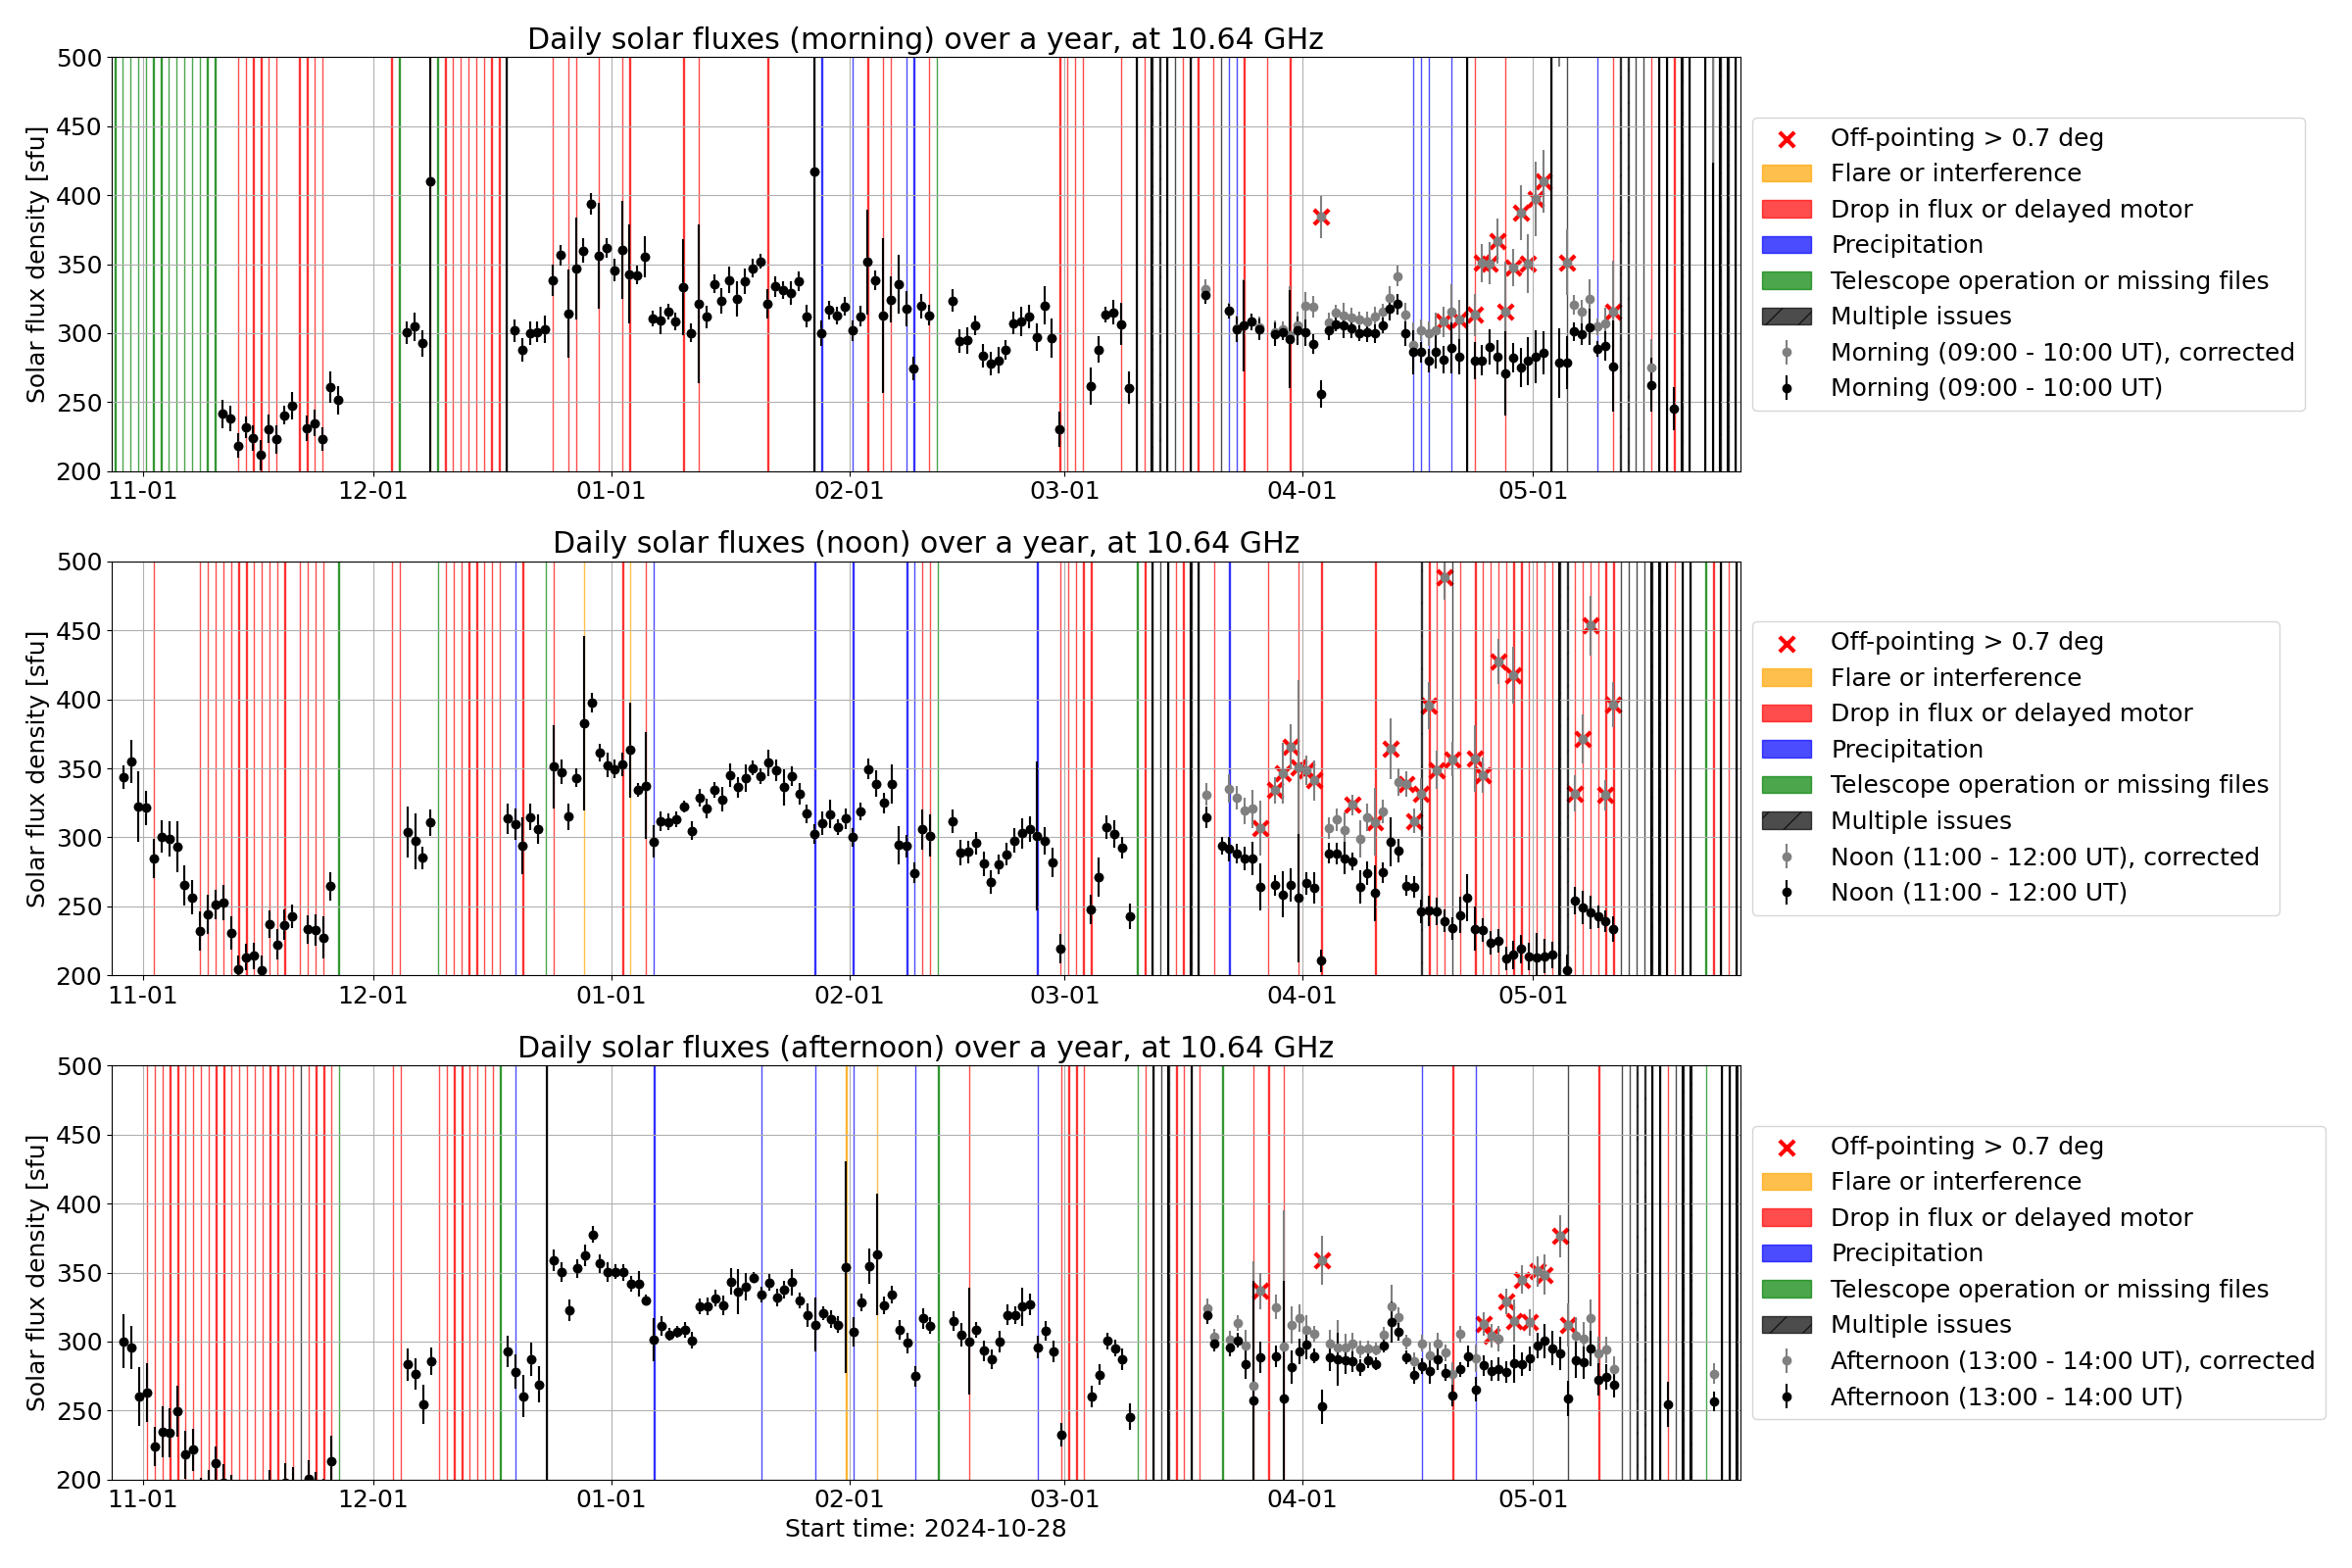 Daily solar fluxes (morning) over a year, at 10.64 GHz
Solar flux density [sfu]
500
450
400
350
300
250
200
11-01 12-01 01-01 02-01 03-01 04-01 05-01
Off-pointing > 0.7 deg
Flare or interference
Drop in flux or delayed motor
Precipitation
Telescope operation or missing files
Multiple issues
Morning (09:00 - 10:00 UT), corrected
Morning (09:00 - 10:00 UT)
Daily solar fluxes (noon) over a year, at 10.64 GHz
Solar flux density [sfu]
500
450
400
350
300
250
200
11-01 12-01 01-01 02-01 03-01 04-01 05-01
Off-pointing > 0.7 deg
Flare or interference
Drop in flux or delayed motor
Precipitation
Telescope operation or missing files
Multiple issues
Noon (11:00 - 12:00 UT), corrected
Noon (11:00 - 12:00 UT)
Daily solar fluxes (afternoon) over a year, at 10.64 GHz
Solar flux density [sfu]
500
450
400
350
300
250
200
11-01 12-01 01-01 02-01 03-01 04-01 05-01
Start time: 2024-10-28
Off-pointing > 0.7 deg
Flare or interference
Drop in flux or delayed motor
Precipitation
Telescope operation or missing files
Multiple issues
Afternoon (13:00 - 14:00 UT), corrected
Afternoon (13:00 - 14:00 UT)